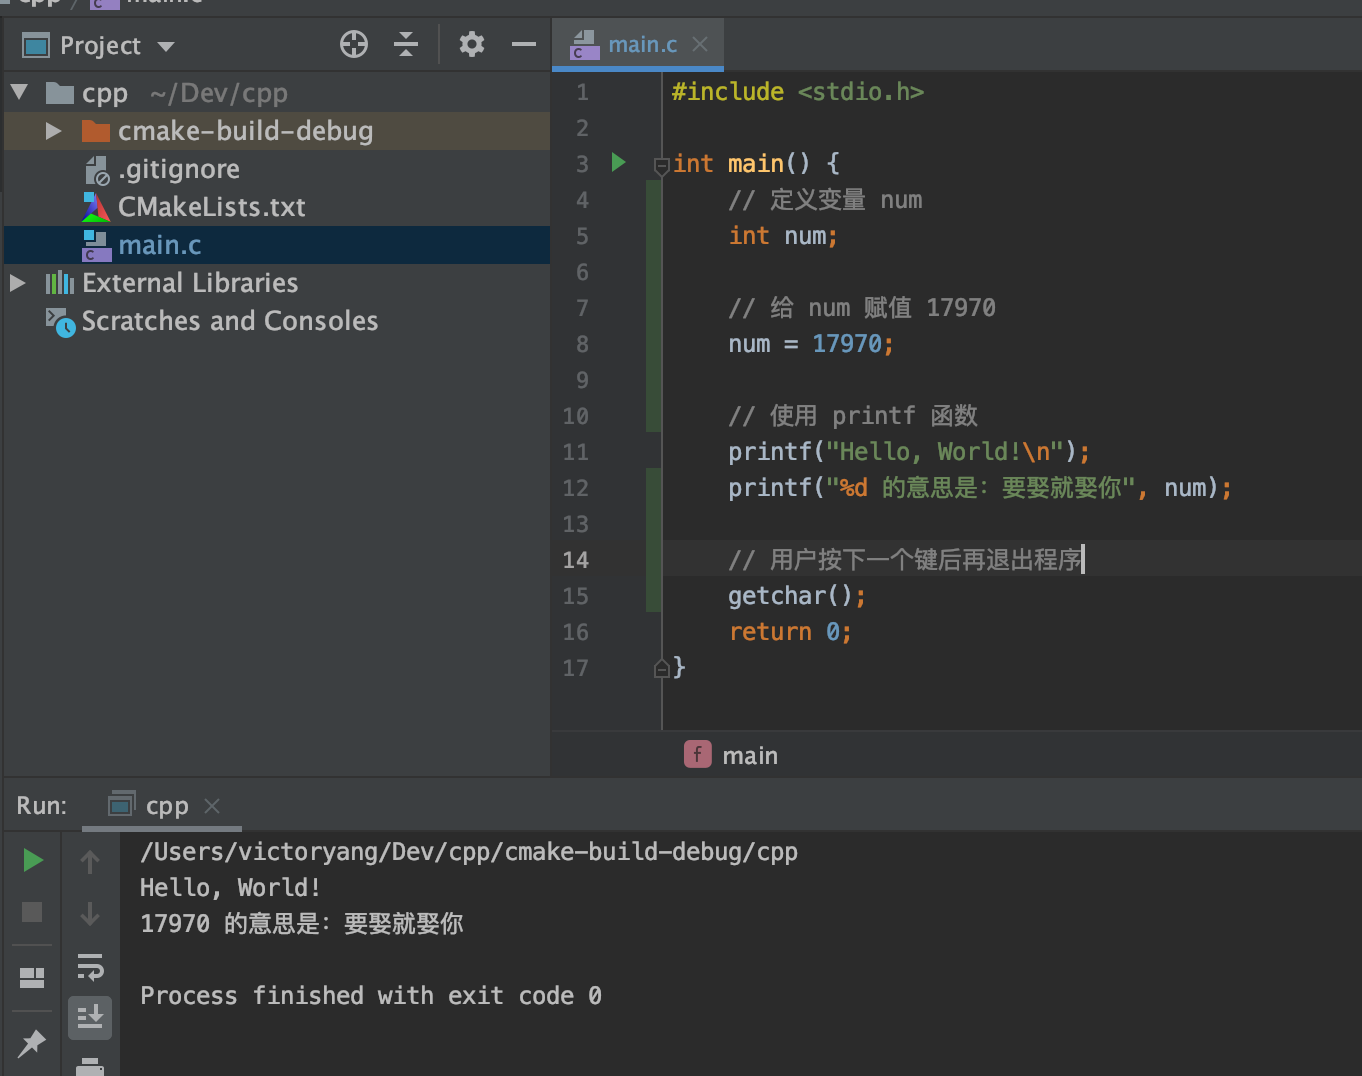 Project
main.c
cpp ~/Dev/cpp
cmake-build-debug
.gitignore
CMakeLists.txt
main.c
External Libraries
Scratches and Consoles
1 #include <stdio.h>
2
3 int main() {
4 // 定义变量 num
5 int num;
6
7 // 给 num 赋值 17970
8 num = 17970;
9
10 // 使用 printf 函数
11 printf("Hello, World!\n");
12 printf("%d 的意思是: 要娶就娶你", num);
13
14 // 用户按下一个键后再退出程序
15 getchar();
16 return 0;
17 }
f main
Run: cpp
/Users/victoryang/Dev/cpp/cmake-build-debug/cpp
Hello, World!
17970 的意思是: 要娶就娶你
Process finished with exit code 0